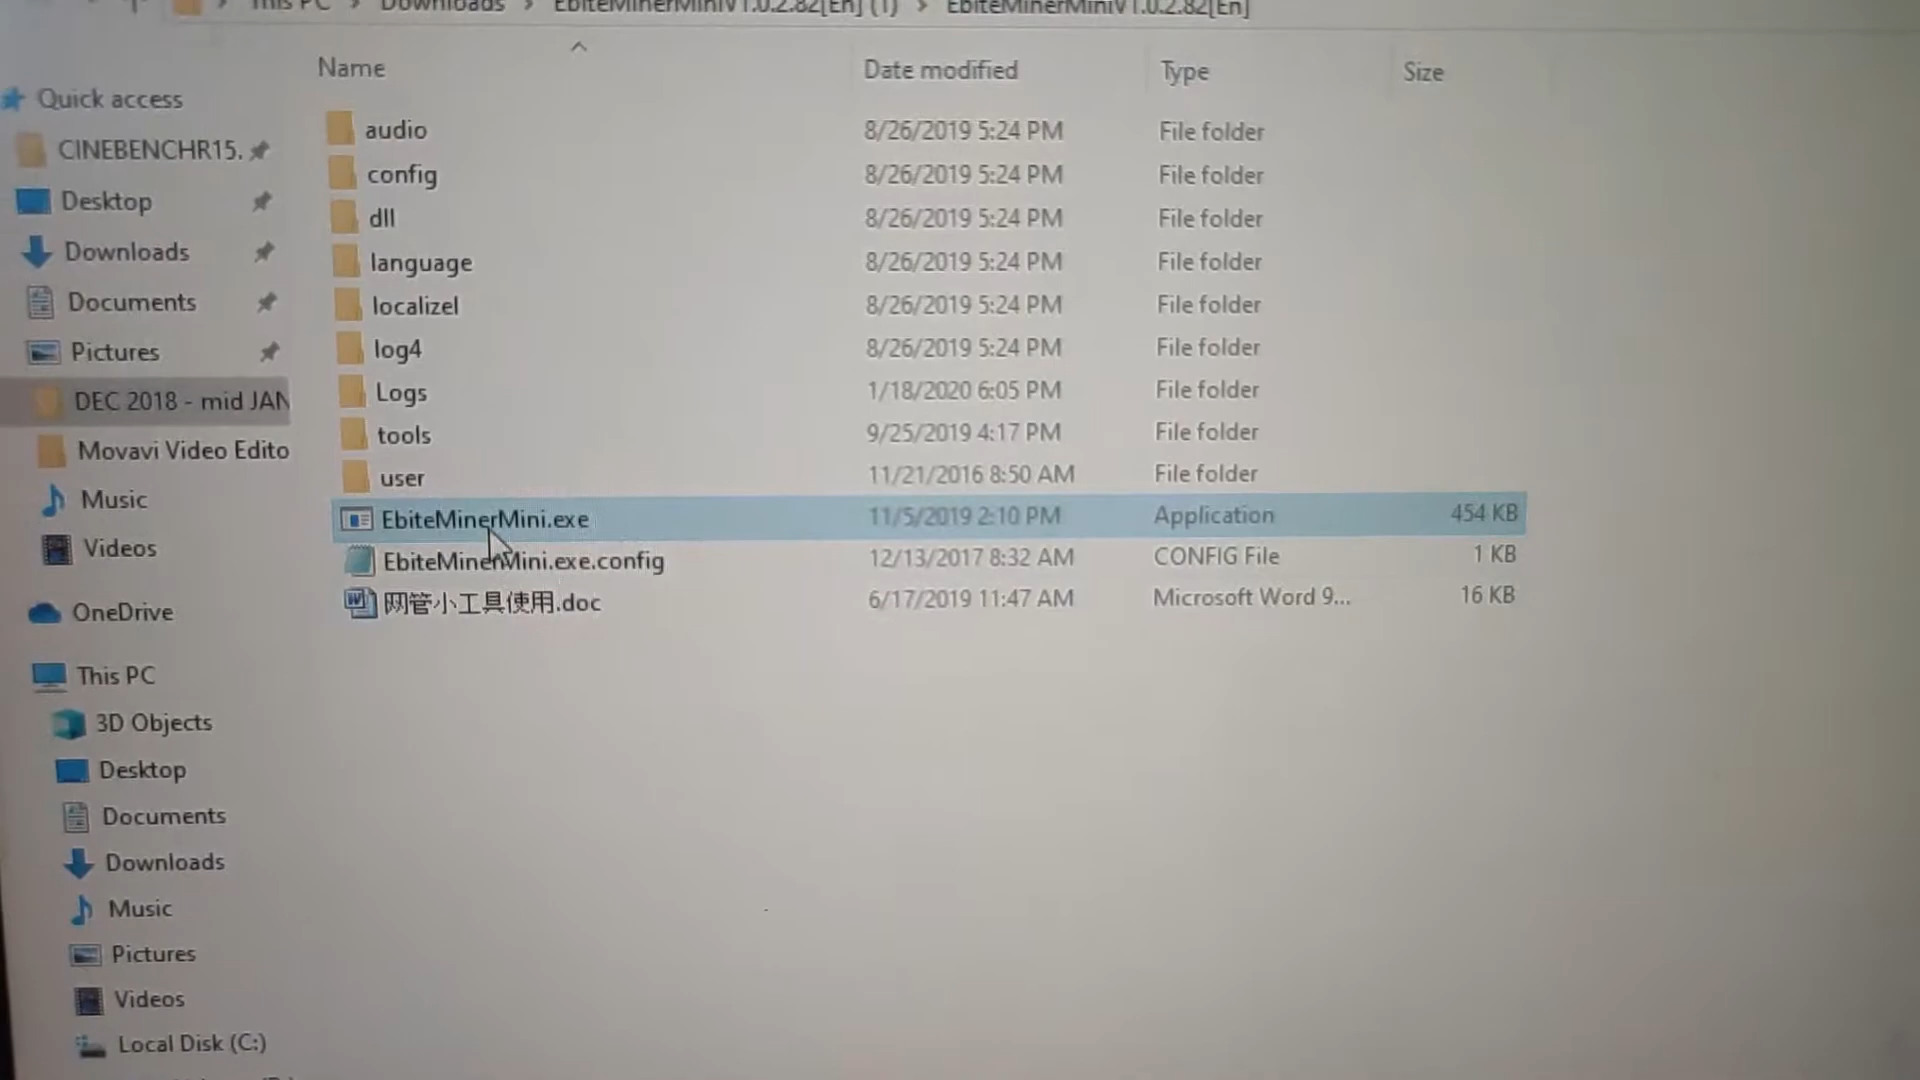 This PC > Downloads > EbiteMinerMiniV1.0.2.82[En] (1) > EbiteMinerMiniV1.0.2.82[En]
Name Date modified Type Size
Quick access
CINEBENCHR15.
Desktop
Downloads
Documents
Pictures
DEC 2018 - mid JAN
Movavi Video Edito
Music
Videos
OneDrive
This PC
3D Objects
Desktop
Documents
Downloads
Music
Pictures
Videos
Local Disk (C:)
audio 8/26/2019 5:24 PM File folder
config 8/26/2019 5:24 PM File folder
dll 8/26/2019 5:24 PM File folder
language 8/26/2019 5:24 PM File folder
localizel 8/26/2019 5:24 PM File folder
log4 8/26/2019 5:24 PM File folder
Logs 1/18/2020 6:05 PM File folder
tools 9/25/2019 4:17 PM File folder
user 11/21/2016 8:50 AM File folder
EbiteMinerMini.exe 11/5/2019 2:10 PM Application 454 KB
EbiteMinerMini.exe.config 12/13/2017 8:32 AM CONFIG File 1 KB
网管小工具使用.doc 6/17/2019 11:47 AM Microsoft Word 9... 16 KB